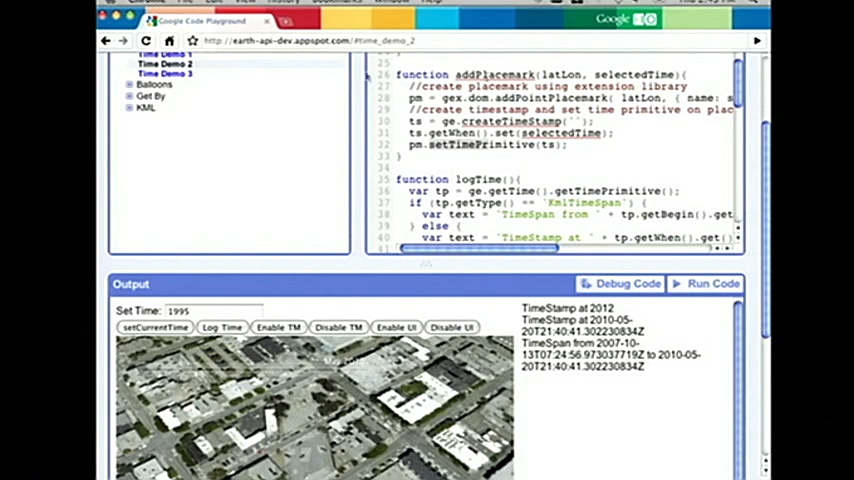 Google Code Playground
Google IO
http://earth-api-dev.appspot.com/#time_demo_2
Time Demo 1
Time Demo 2
Time Demo 3
Balloons
Get By
KML
25
26 function addPlacemark(latLon, selectedTime){
27 //create placemark using extension library
28 pm = gex.dom.addPointPlacemark( latLon, { name: s
29 //create timestamp and set time primitive on plac
30 ts = ge.createTimeStamp('');
31 ts.getWhen().set(selectedTime);
32 pm.setTimePrimitive(ts);
33 }
34
35 function logTime(){
36 var tp = ge.getTime().getTimePrimitive();
37 if (tp.getType() == 'KmlTimeSpan') {
38 var text = 'TimeSpan from ' + tp.getBegin().get
39 } else {
40 var text = 'TimeStamp at ' + tp.getWhen().get()
41
Output
Debug Code
Run Code
Set Time: 1995
setCurrentTime
Log Time
Enable TM
Disable TM
Enable UI
Disable UI
TimeStamp at 2012
TimeStamp at 2010-05-
20T21:40:41.302230834Z
TimeSpan from 2007-10-
13T07:24:56.973037719Z to 2010-05-
20T21:40:41.302230834Z